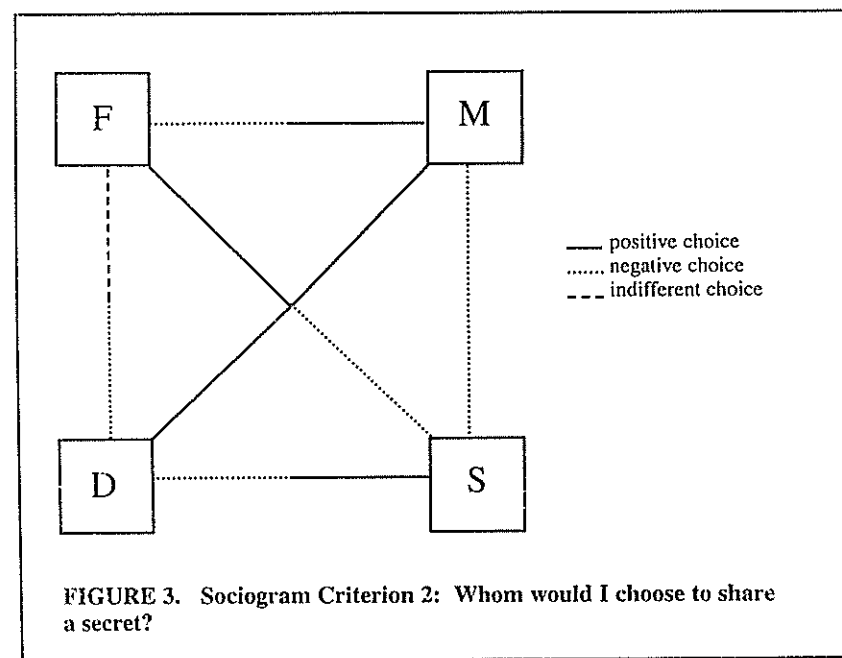 F
M
positive choice
negative choice
indifferent choice
D
S
FIGURE 3. Sociogram Criterion 2: Whom would I choose to share
a secret?